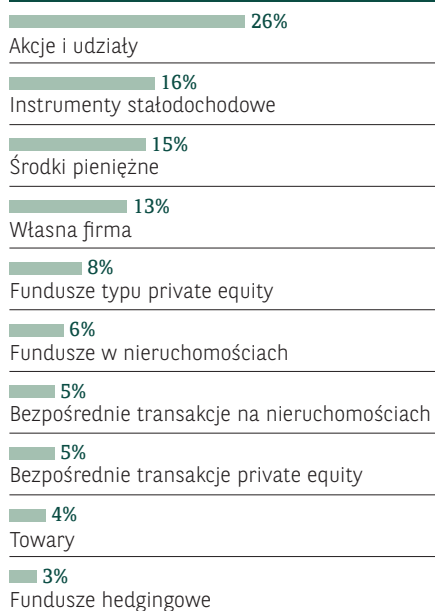 26%
Akcje i udziały
16%
Instrumenty stałodochodowe
15%
Środki pieniężne
13%
Własna firma
8%
Fundusze typu private equity
6%
Fundusze w nieruchomościach
5%
Bezpośrednie transakcje na nieruchomościach
5%
Bezpośrednie transakcje private equity
4%
Towary
3%
Fundusze hedgingowe